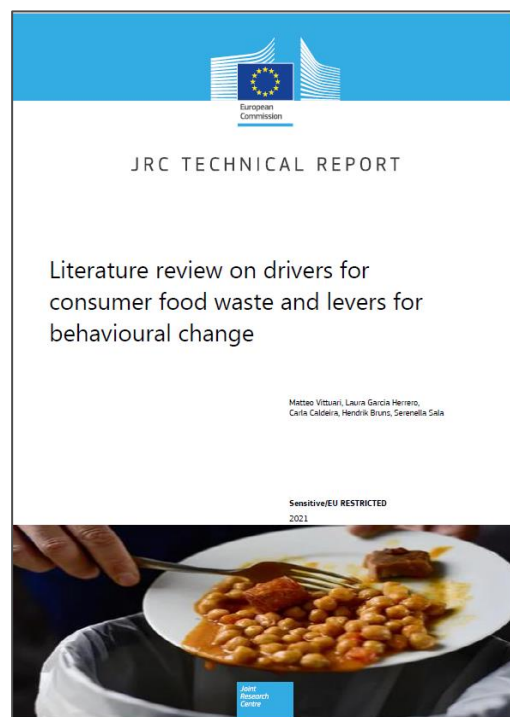 European
Commission
JRC TECHNICAL REPORT
Literature review on drivers for
consumer food waste and levers for
behavioural change
Matteo Vittuari, Laura Garcia Herrero,
Carla Caldeira, Hendrik Bruns, Serenella Sala
Sensitive/EU RESTRICTED
2021
Joint
Research
Centre